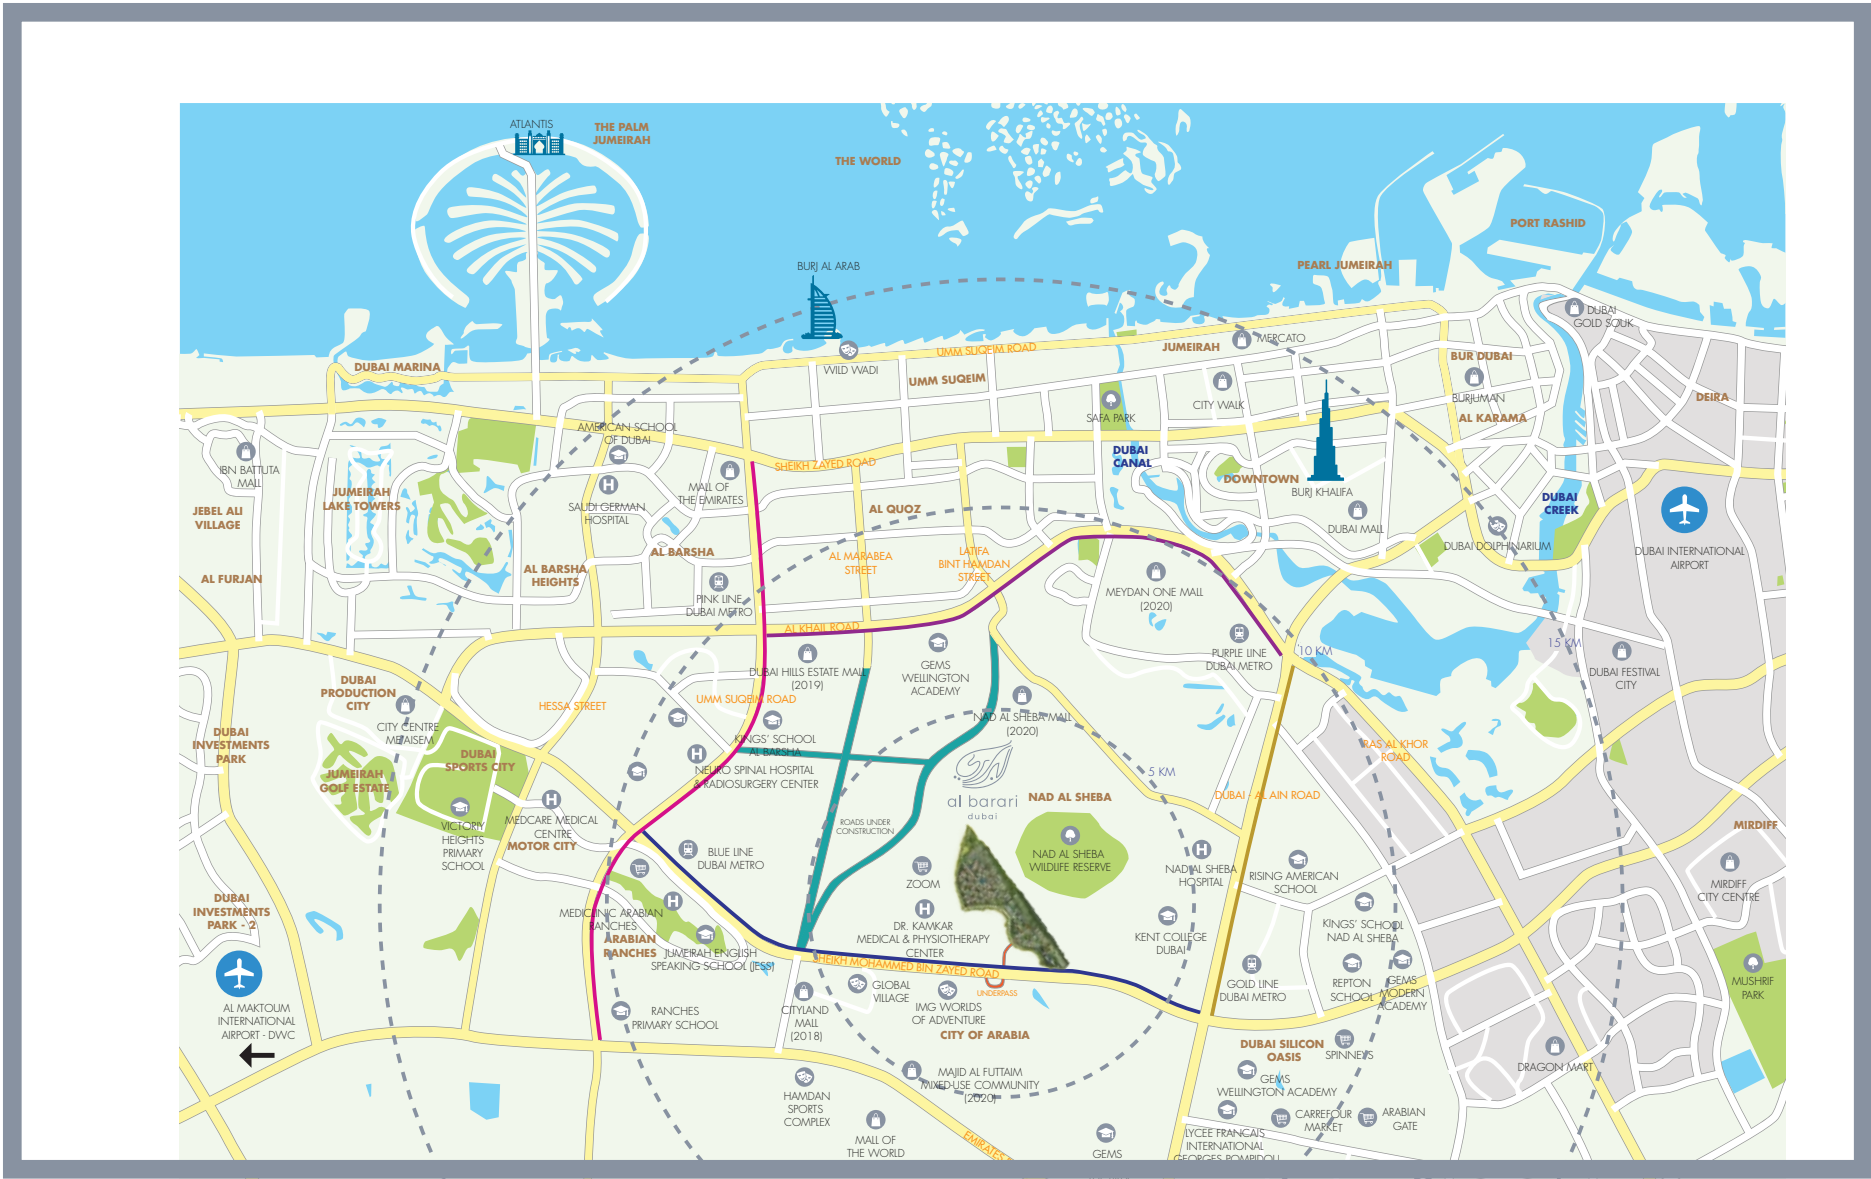 ATLANTIS
THE PALM
JUMEIRAH
THE WORLD
PORT RASHID
PEARL JUMEIRAH
BURJ AL ARAB
DUBAI
GOLD SOUK
MERCATO
JUMEIRAH
UMM SUQEIM ROAD
BUR DUBAI
DUBAI MARINA
WILD WADI
UMM SUQEIM
CITY WALK
BURJUMAN
DEIRA
SAFA PARK
AL KARAMA
AMERICAN SCHOOL
OF DUBAI
DUBAI
CANAL
SHEIKH ZAYED ROAD
IBN BATTUTA
MALL
MALL OF
THE EMIRATES
DOWNTOWN
BURJ KHALIFA
JUMEIRAH
LAKE TOWERS
SAUDI GERMAN
HOSPITAL
DUBAI
CREEK
JEBEL ALI
VILLAGE
AL QUOZ
DUBAI MALL
DUBAI DOLPHINARIUM
DUBAI INTERNATIONAL
AIRPORT
AL BARSHA
AL MARABEA
STREET
LATIFA
BINT HAMDAN
STREET
AL FURJAN
AL BARSHA
HEIGHTS
MEYDAN ONE MALL
(2020)
PINK LINE
DUBAI METRO
AL KHAIL ROAD
15 KM
10 KM
PURPLE LINE
DUBAI METRO
DUBAI HILLS ESTATE MALL
(2019)
GEMS
WELLINGTON
ACADEMY
DUBAI FESTIVAL
CITY
DUBAI
PRODUCTION
CITY
HESSA STREET
UMM SUQEIM ROAD
NAD AL SHEBA MALL
(2020)
CITY CENTRE
ME'AISEM
DUBAI
INVESTMENTS
PARK
KINGS' SCHOOL
AL BARSHA
RAS AL KHOR
ROAD
DUBAI
SPORTS CITY
NEURO SPINAL HOSPITAL
& RADIOSURGERY CENTER
5 KM
JUMEIRAH
GOLF ESTATE
al barari
dubai
NAD AL SHEBA
DUBAI - AL AIN ROAD
VICTORIY
HEIGHTS
PRIMARY
SCHOOL
MEDCARE MEDICAL
CENTRE
MOTOR CITY
ROADS UNDER
CONSTRUCTION
MIRDIFF
BLUE LINE
DUBAI METRO
NAD AL SHEBA
WILDLIFE RESERVE
NAD AL SHEBA
HOSPITAL
RISING AMERICAN
SCHOOL
ZOOM
MIRDIFF
CITY CENTRE
DUBAI
INVESTMENTS
PARK - 2
MEDICLINIC ARABIAN
RANCHES
DR. KAMKAR
MEDICAL & PHYSIOTHERAPY
CENTER
KENT COLLEGE
DUBAI
KINGS' SCHOOL
NAD AL SHEBA
ARABIAN
RANCHES
JUMEIRAH ENGLISH
SPEAKING SCHOOL (JESS)
SHEIKH MOHAMMED BIN ZAYED ROAD
GLOBAL
VILLAGE
UNDERPASS
GOLD LINE
DUBAI METRO
REPTON
SCHOOL
GEMS
MODERN
ACADEMY
MUSHRIF
PARK
AL MAKTOUM
INTERNATIONAL
AIRPORT - DWC
RANCHES
PRIMARY SCHOOL
CITYLAND
MALL
(2018)
IMG WORLDS
OF ADVENTURE
CITY OF ARABIA
DUBAI SILICON
OASIS
SPINNEYS
DRAGON MART
MAJID AL FUTTAIM
MIXED-USE COMMUNITY
(2020)
GEMS
WELLINGTON ACADEMY
HAMDAN
SPORTS
COMPLEX
CARREFOUR
MARKET
ARABIAN
GATE
MALL OF
THE WORLD
EMIRATES
GEMS
LYCEE FRANCAIS
INTERNATIONAL
GEORGES POMPIDOU